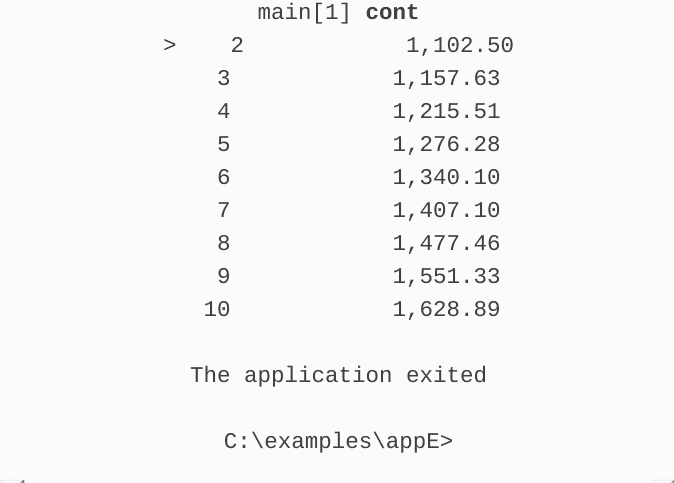 main[1] cont
> 2 1,102.50
3 1,157.63
4 1,215.51
5 1,276.28
6 1,340.10
7 1,407.10
8 1,477.46
9 1,551.33
10 1,628.89
The application exited
C:\examples\appE>